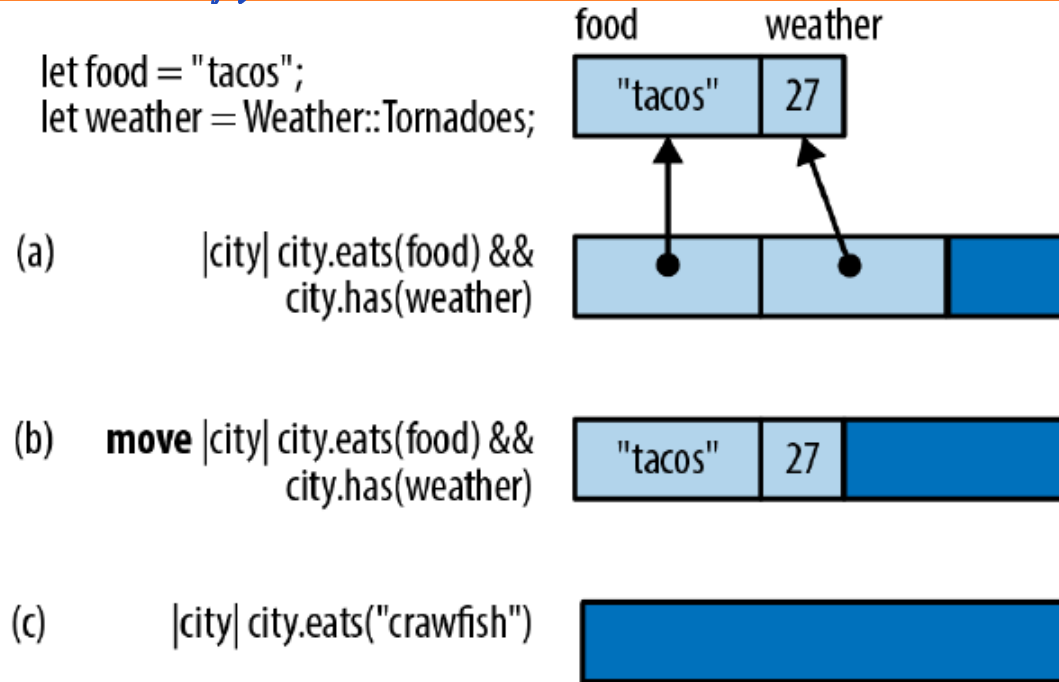 food weather
let food = "tacos";
let weather = Weather::Tornadoes;
"tacos" 27
(a) |city| city.eats(food) &&
city.has(weather)
(b) move |city| city.eats(food) &&
city.has(weather)
"tacos" 27
(c) |city| city.eats("crawfish")